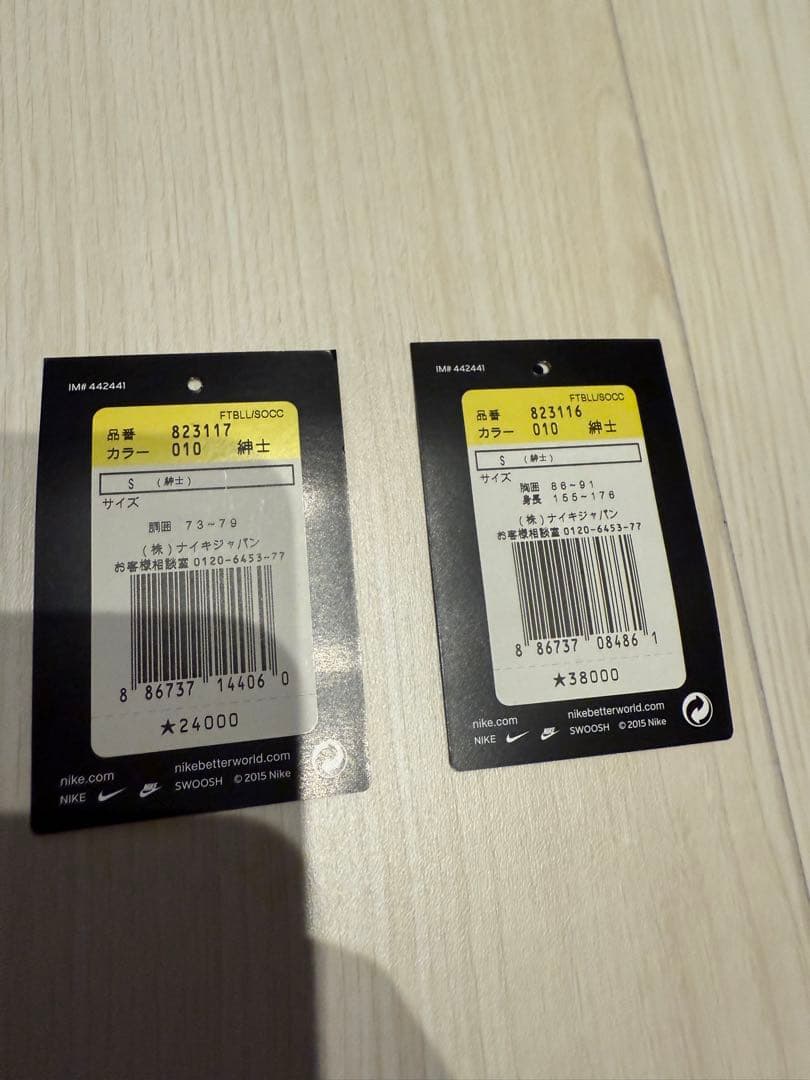 IM# 442441
FTBLL/SOCC
品番 823117
カラー 010 紳士
S (紳士)
サイズ
胴囲 73~79
(株)ナイキジャパン
お客様相談室 0120-6453-77
8 86737 14406 0
★24000
nike.com nikebetterworld.com
NIKE SWOOSH © 2015 Nike
IM# 442441
FTBLL/SOCC
品番 823116
カラー 010 紳士
S (紳士)
サイズ
胸囲 86~91
身長 155~176
(株)ナイキジャパン
お客様相談室 0120-6453-77
8 86737 08486 1
★38000
nike.com nikebetterworld.com
NIKE SWOOSH © 2015 Nike